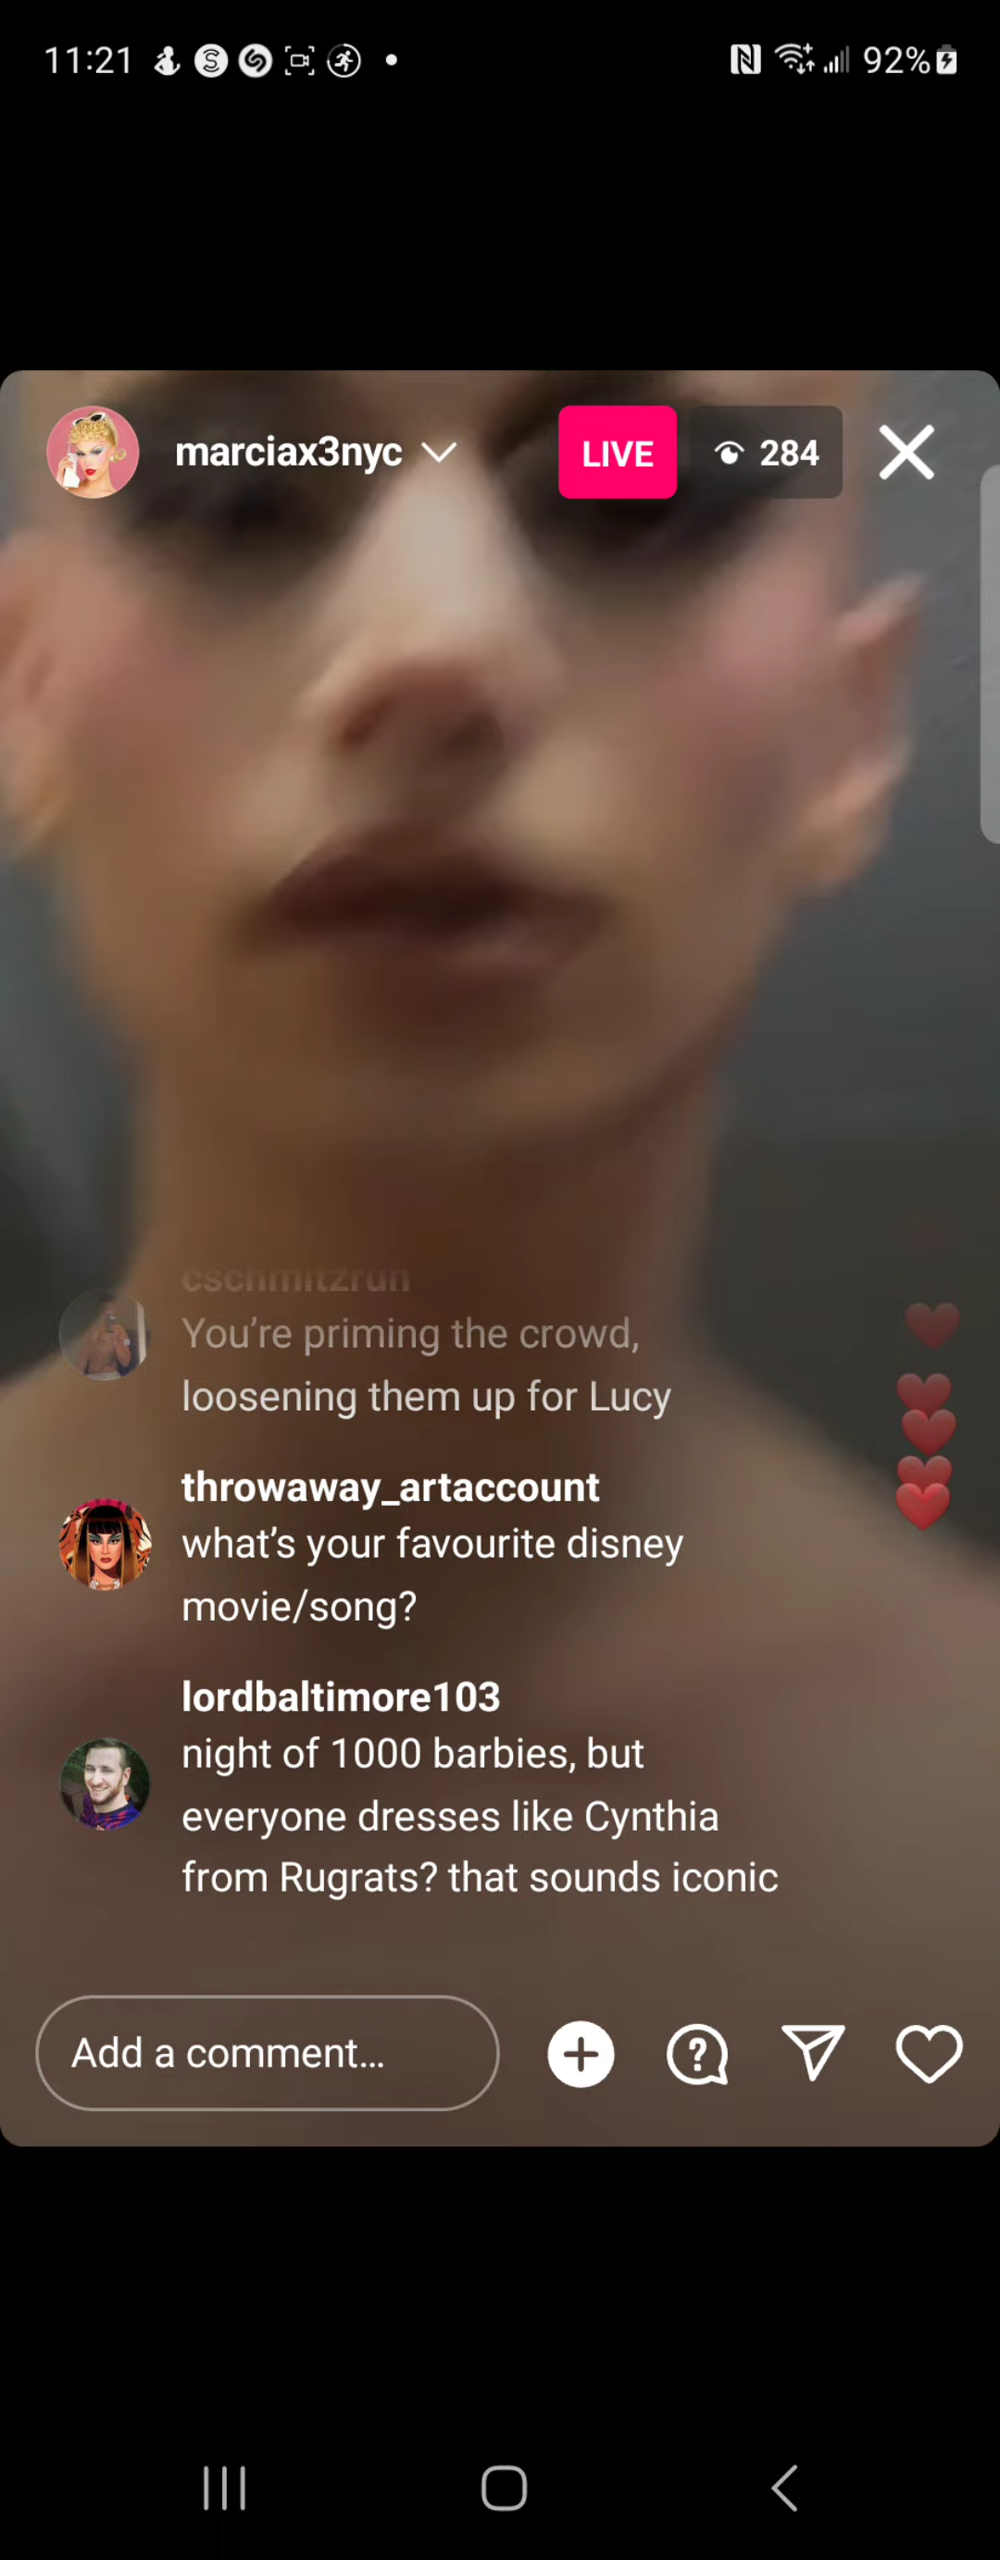 11:21
92%
marciax3nyc
LIVE
284
cschmitzrun
You're priming the crowd,
loosening them up for Lucy
throwaway_artaccount
what's your favourite disney
movie/song?
lordbaltimore103
night of 1000 barbies, but
everyone dresses like Cynthia
from Rugrats? that sounds iconic
Add a comment...